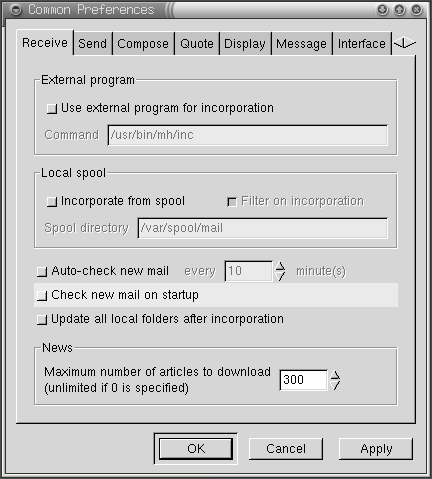 Common Preferences
Receive Send Compose Quote Display Message Interface
External program
Use external program for incorporation
Command /usr/bin/mh/inc
Local spool
Incorporate from spool Filter on incorporation
Spool directory /var/spool/mail
Auto-check new mail every 10 minute(s)
Check new mail on startup
Update all local folders after incorporation
News
Maximum number of articles to download
(unlimited if 0 is specified) 300
OK Cancel Apply